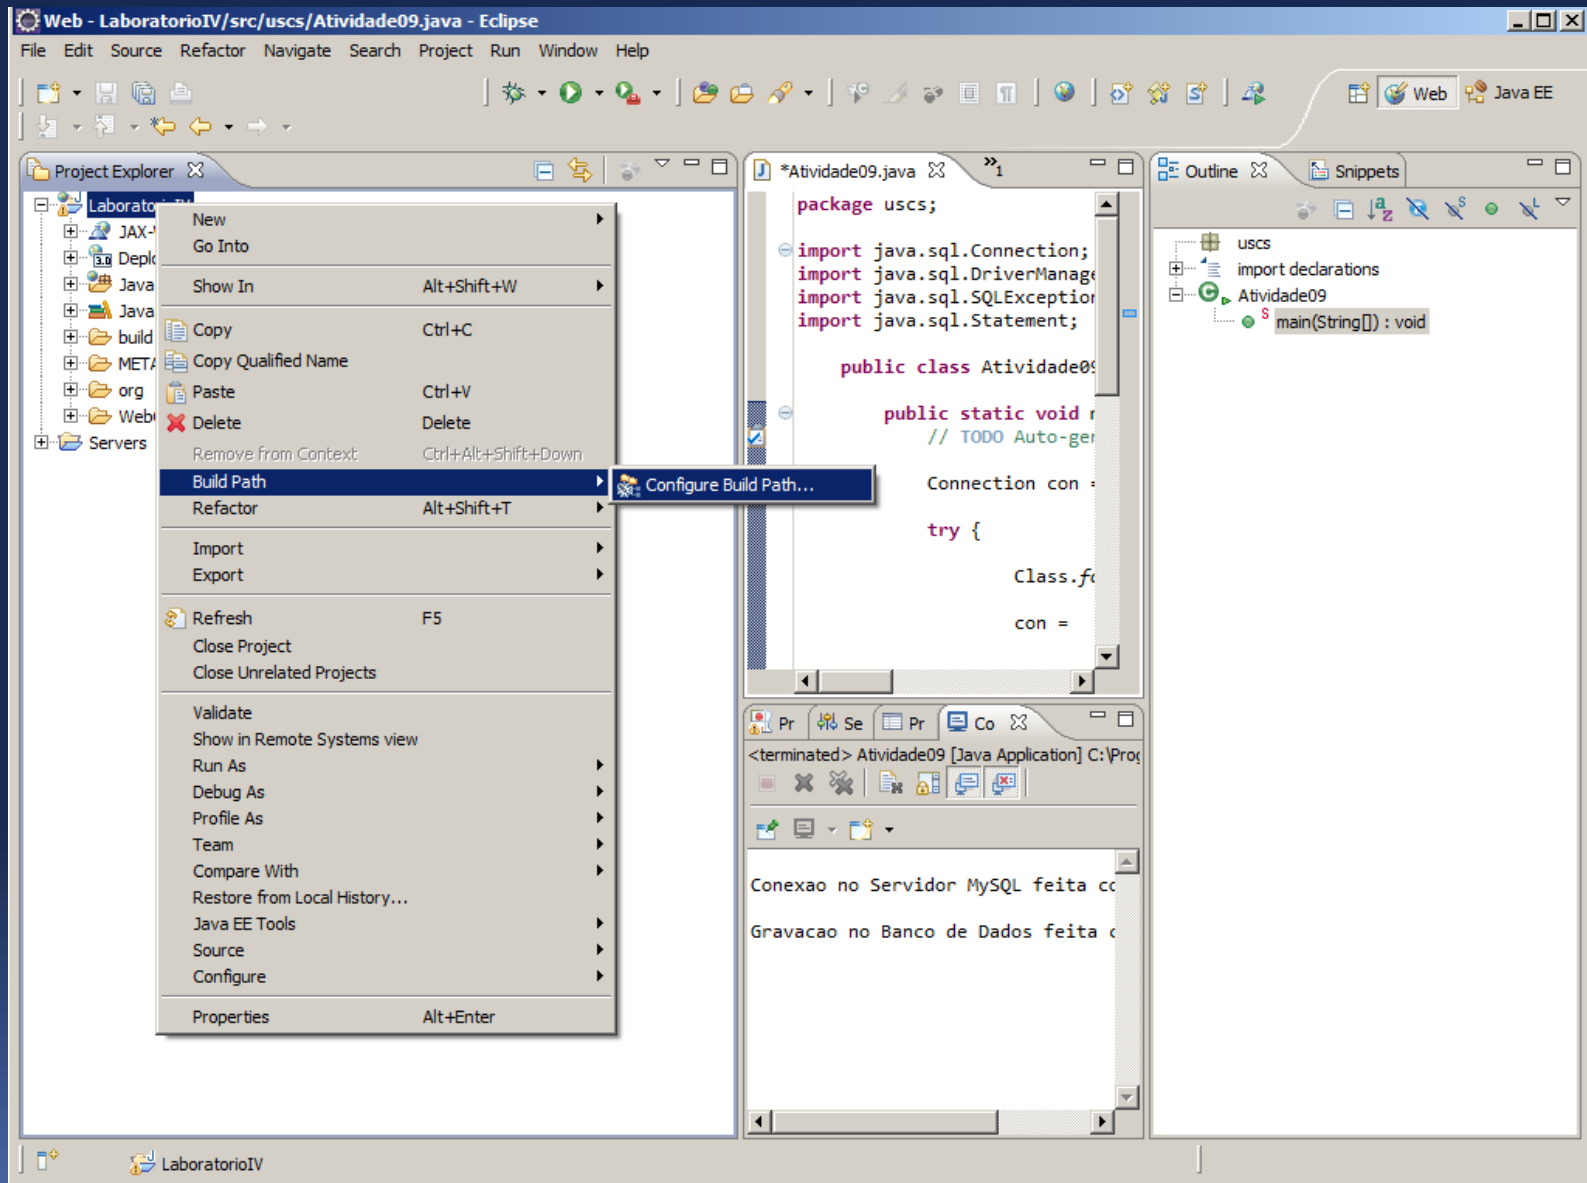 Web - LaboratorioIV/src/uscs/Atividade09.java - Eclipse
File Edit Source Refactor Navigate Search Project Run Window Help
Web
Java EE
Project Explorer
LaboratorioIV
JAX-
Deplo
Java
Java
build
META
org
Web
Servers
New
Go Into
Show In Alt+Shift+W
Copy Ctrl+C
Copy Qualified Name
Paste Ctrl+V
Delete Delete
Remove from Context Ctrl+Alt+Shift+Down
Build Path
Refactor Alt+Shift+T
Import
Export
Refresh F5
Close Project
Close Unrelated Projects
Validate
Show in Remote Systems view
Run As
Debug As
Profile As
Team
Compare With
Restore from Local History...
Java EE Tools
Source
Configure
Properties Alt+Enter
Configure Build Path...
*Atividade09.java
»1
package uscs;
import java.sql.Connection;
import java.sql.DriverManage
import java.sql.SQLException
import java.sql.Statement;
public class Atividade09
public static void
// TODO Auto-ger
Connection con =
try {
Class.fo
con =
Pr Se Pr Co
<terminated> Atividade09 [Java Application] C:\Prog
Conexao no Servidor MySQL feita co
Gravacao no Banco de Dados feita c
Outline Snippets
uscs
import declarations
Atividade09
main(String[]) : void
LaboratorioIV